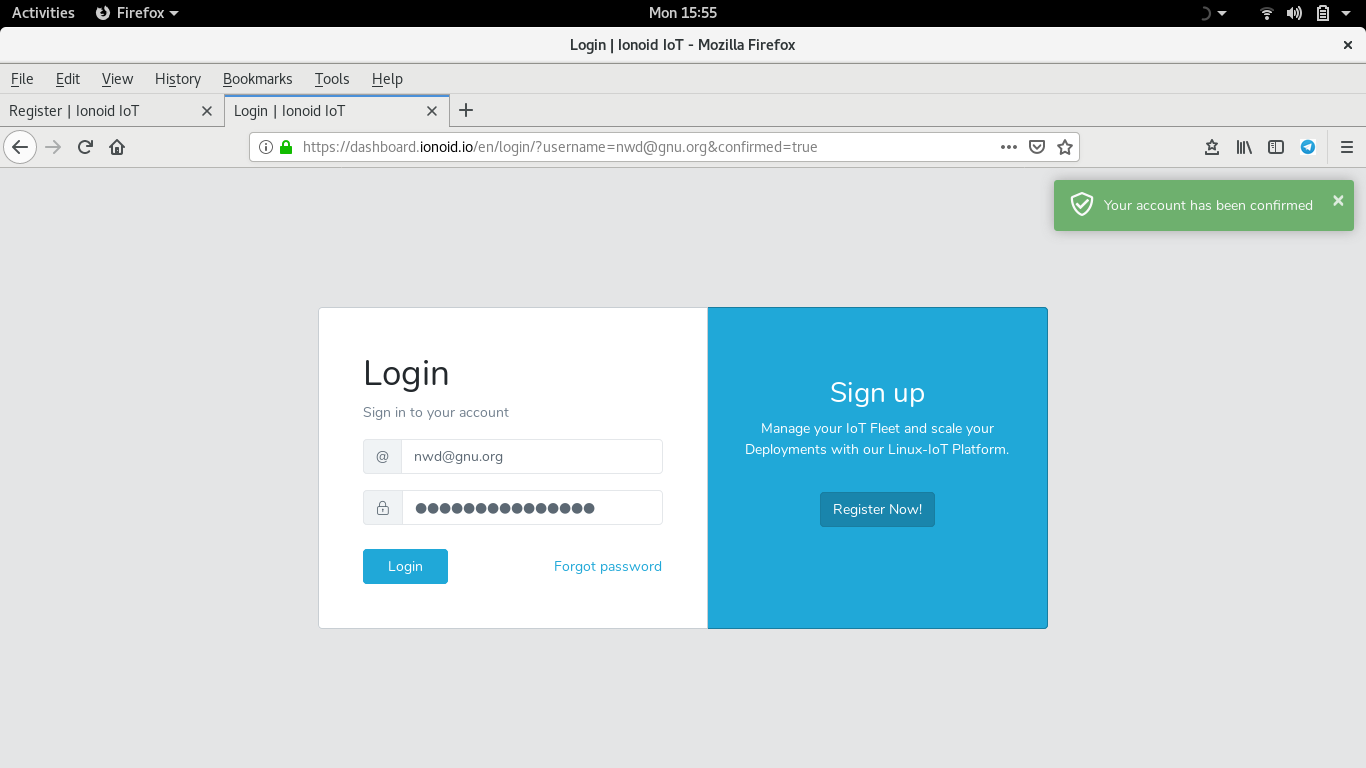 Activities Firefox Mon 15:55
Login | Ionoid IoT - Mozilla Firefox ×
File Edit View History Bookmarks Tools Help
Register | Ionoid IoT Login | Ionoid IoT
https://dashboard.ionoid.io/en/login/?username=nwd@gnu.org&confirmed=true
Your account has been confirmed ×
Login
Sign in to your account
@ nwd@gnu.org
●●●●●●●●●●●●●●●
Login Forgot password
Sign up
Manage your IoT Fleet and scale your
Deployments with our Linux-IoT Platform.
Register Now!